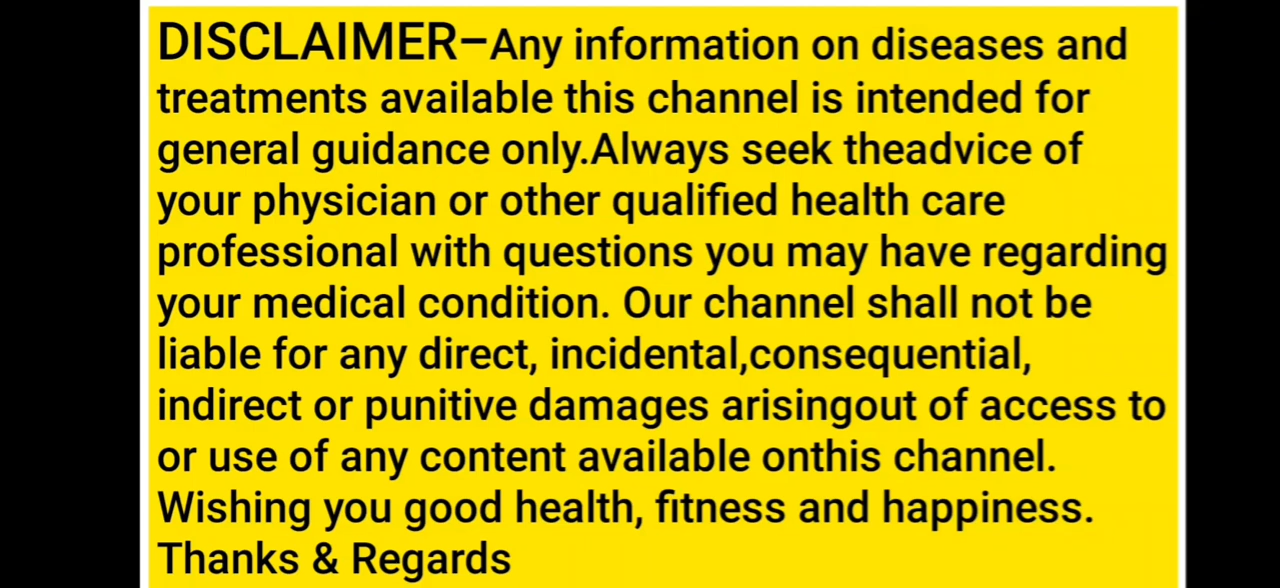 DISCLAIMER–Any information on diseases and
treatments available this channel is intended for
general guidance only.Always seek theadvice of
your physician or other qualified health care
professional with questions you may have regarding
your medical condition. Our channel shall not be
liable for any direct, incidental,consequential,
indirect or punitive damages arisingout of access to
or use of any content available onthis channel.
Wishing you good health, fitness and happiness.
Thanks & Regards